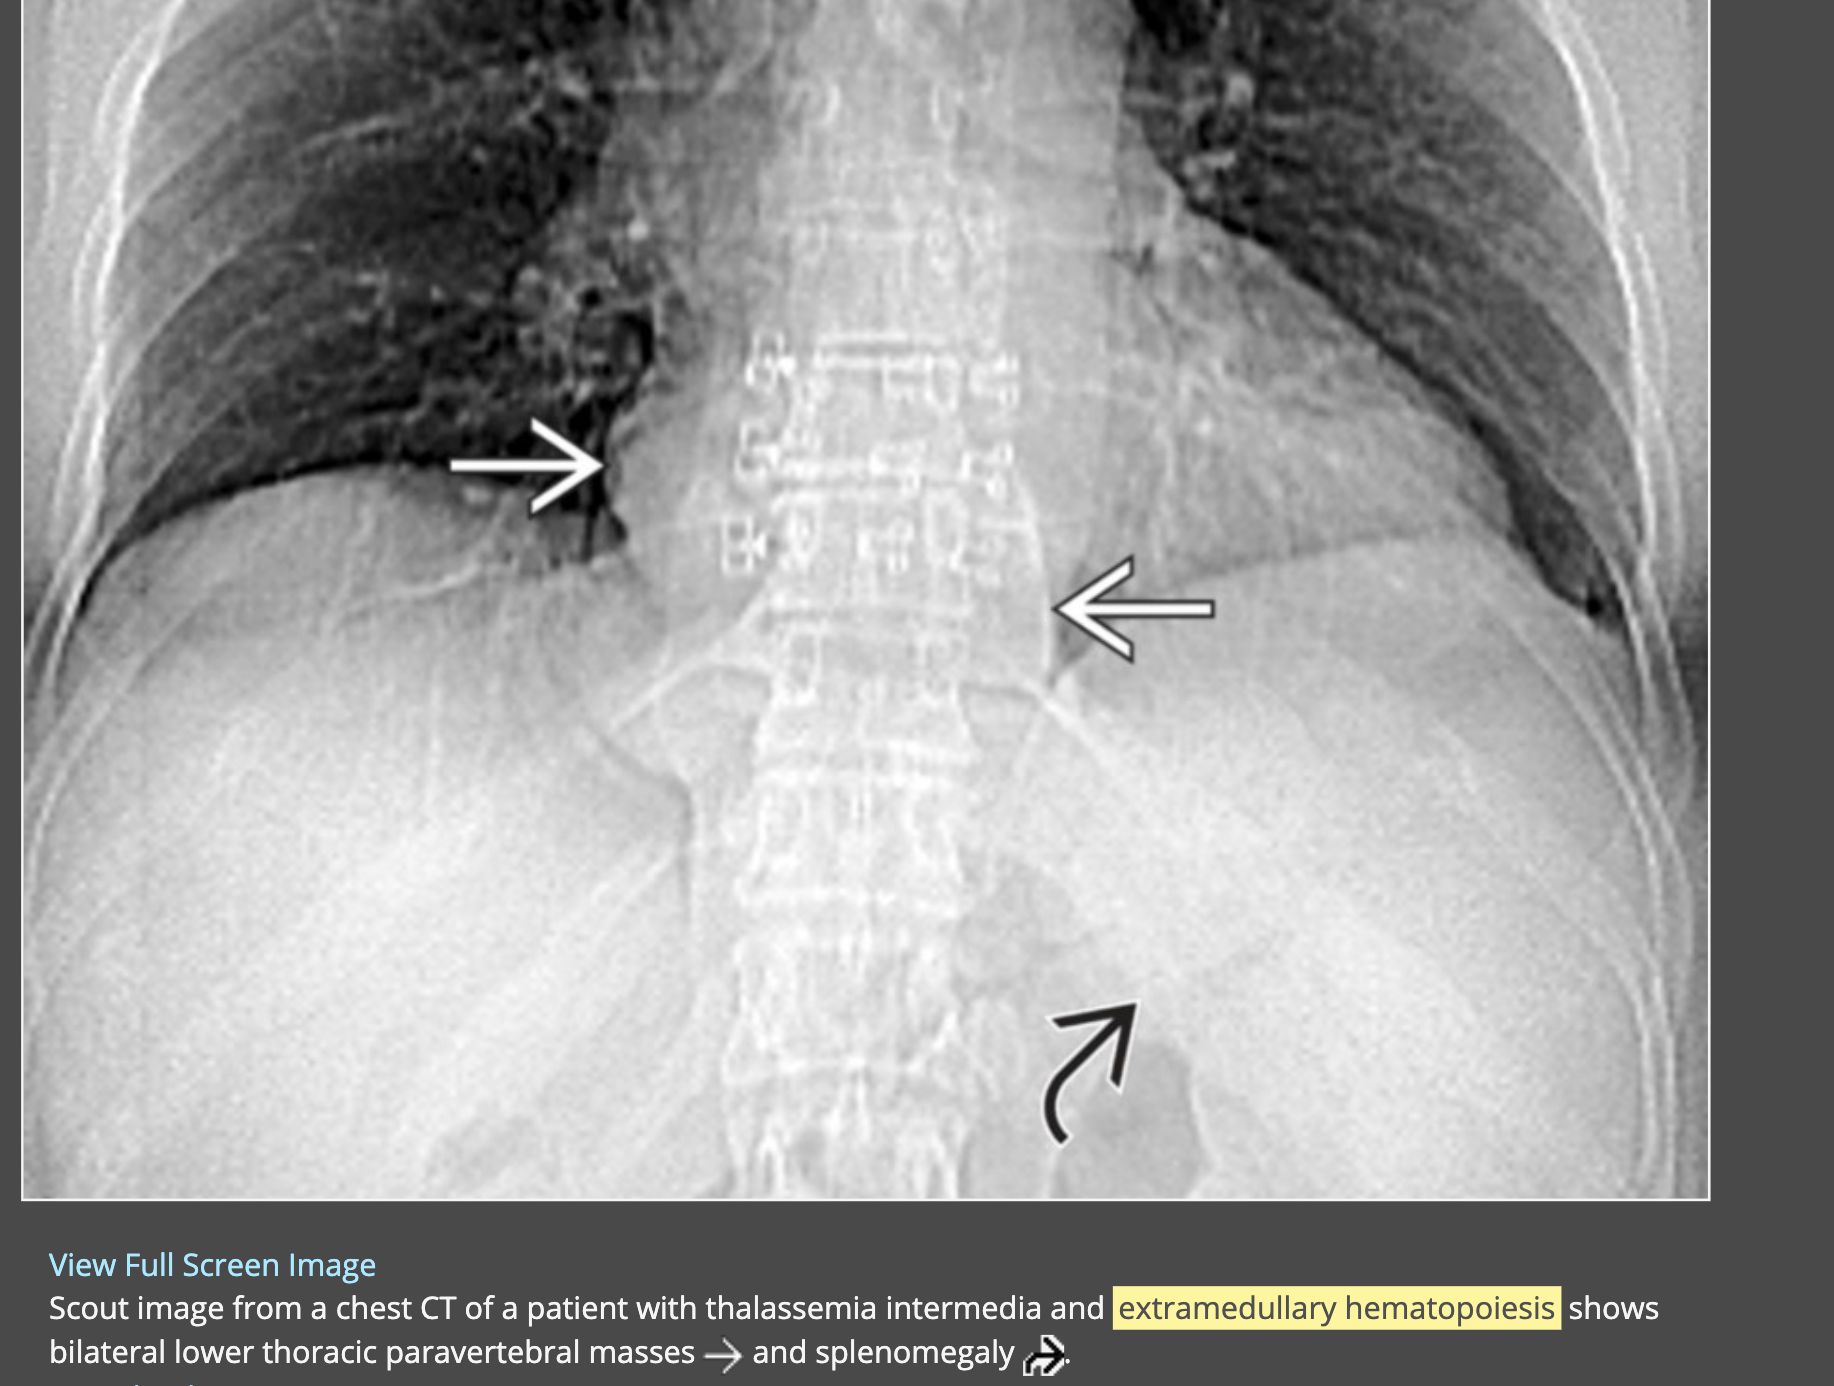 View Full Screen Image
Scout image from a chest CT of a patient with thalassemia intermedia and extramedullary hematopoiesis shows
bilateral lower thoracic paravertebral masses → and splenomegaly .